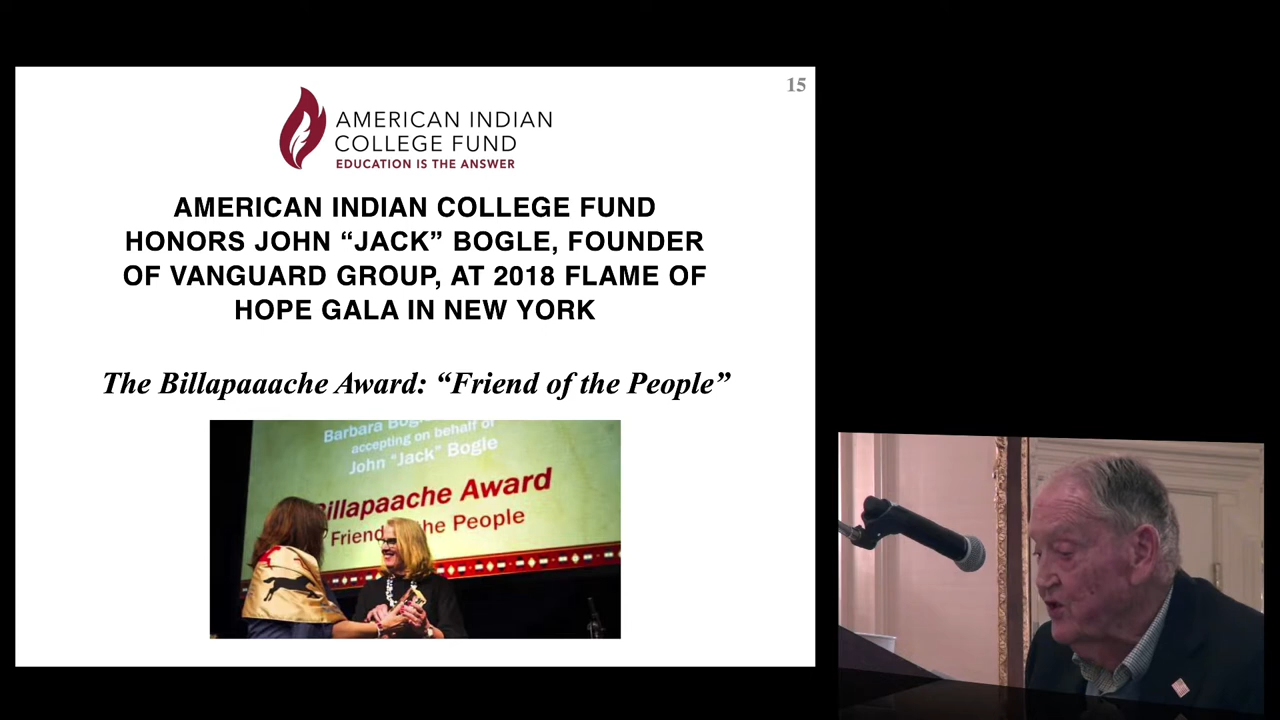 15
AMERICAN INDIAN
COLLEGE FUND
EDUCATION IS THE ANSWER
AMERICAN INDIAN COLLEGE FUND
HONORS JOHN “JACK” BOGLE, FOUNDER
OF VANGUARD GROUP, AT 2018 FLAME OF
HOPE GALA IN NEW YORK
The Billapaaache Award: “Friend of the People”
Barbara
accepting on behalf of
John “Jack” Bogle
Billapaache Award
Friend the People